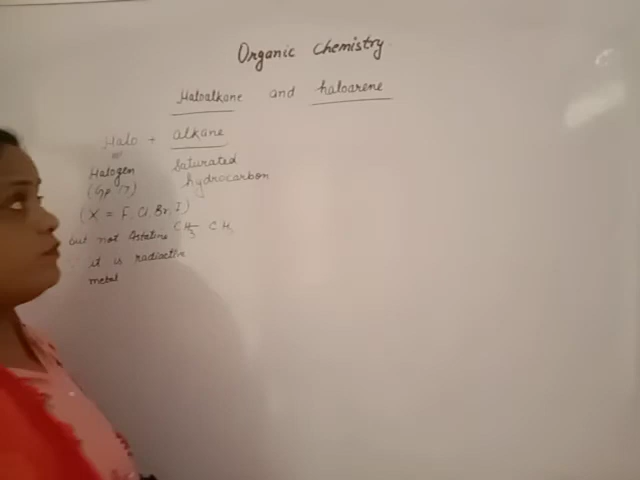 Organic Chemistry
Haloalkane and haloarene
Halo + alkane
Halogen Saturated
(Gp 17) hydrocarbon
(X = F, Cl, Br, I)
but not Astatine CH3 CH
it is radioactive
metal